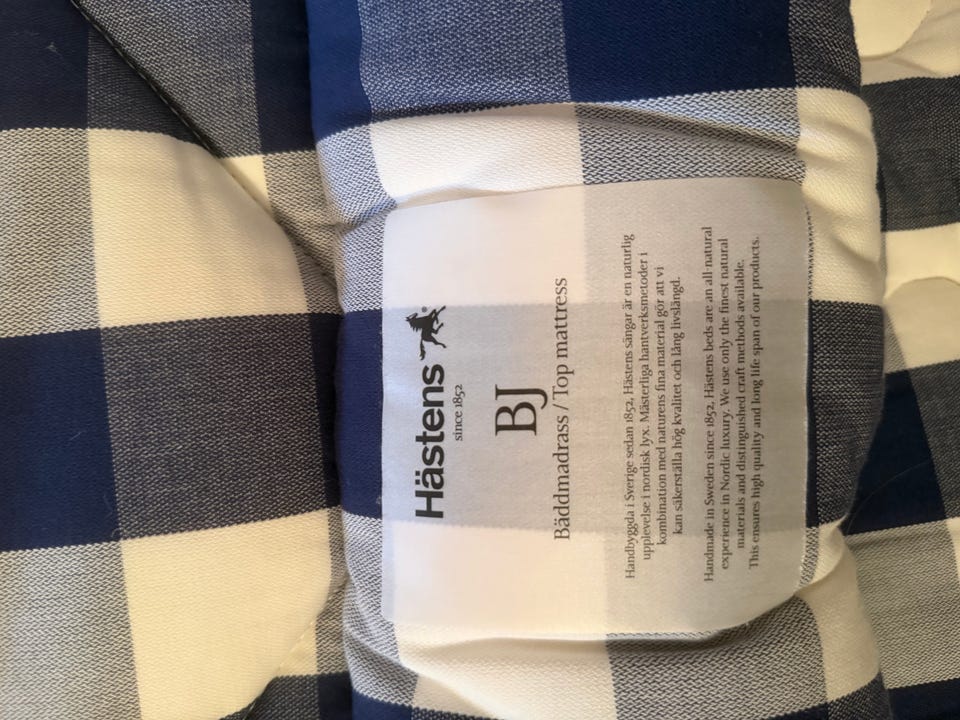 Hästens
since 1852
BJ
Bäddmadrass / Top mattress
Handbyggda i Sverige sedan 1852, Hästens sängar är en naturlig
upplevelse i nordisk lyx. Mästerliga hantverksmetoder i
kombination med naturens fina material gör att vi
kan säkerställa hög kvalitet och lång livslängd.
Handmade in Sweden since 1852, Hästens beds are an all-natural
experience in Nordic luxury. We use only the finest natural
materials and distinguished craft methods available.
This ensures high quality and long life span of our products.